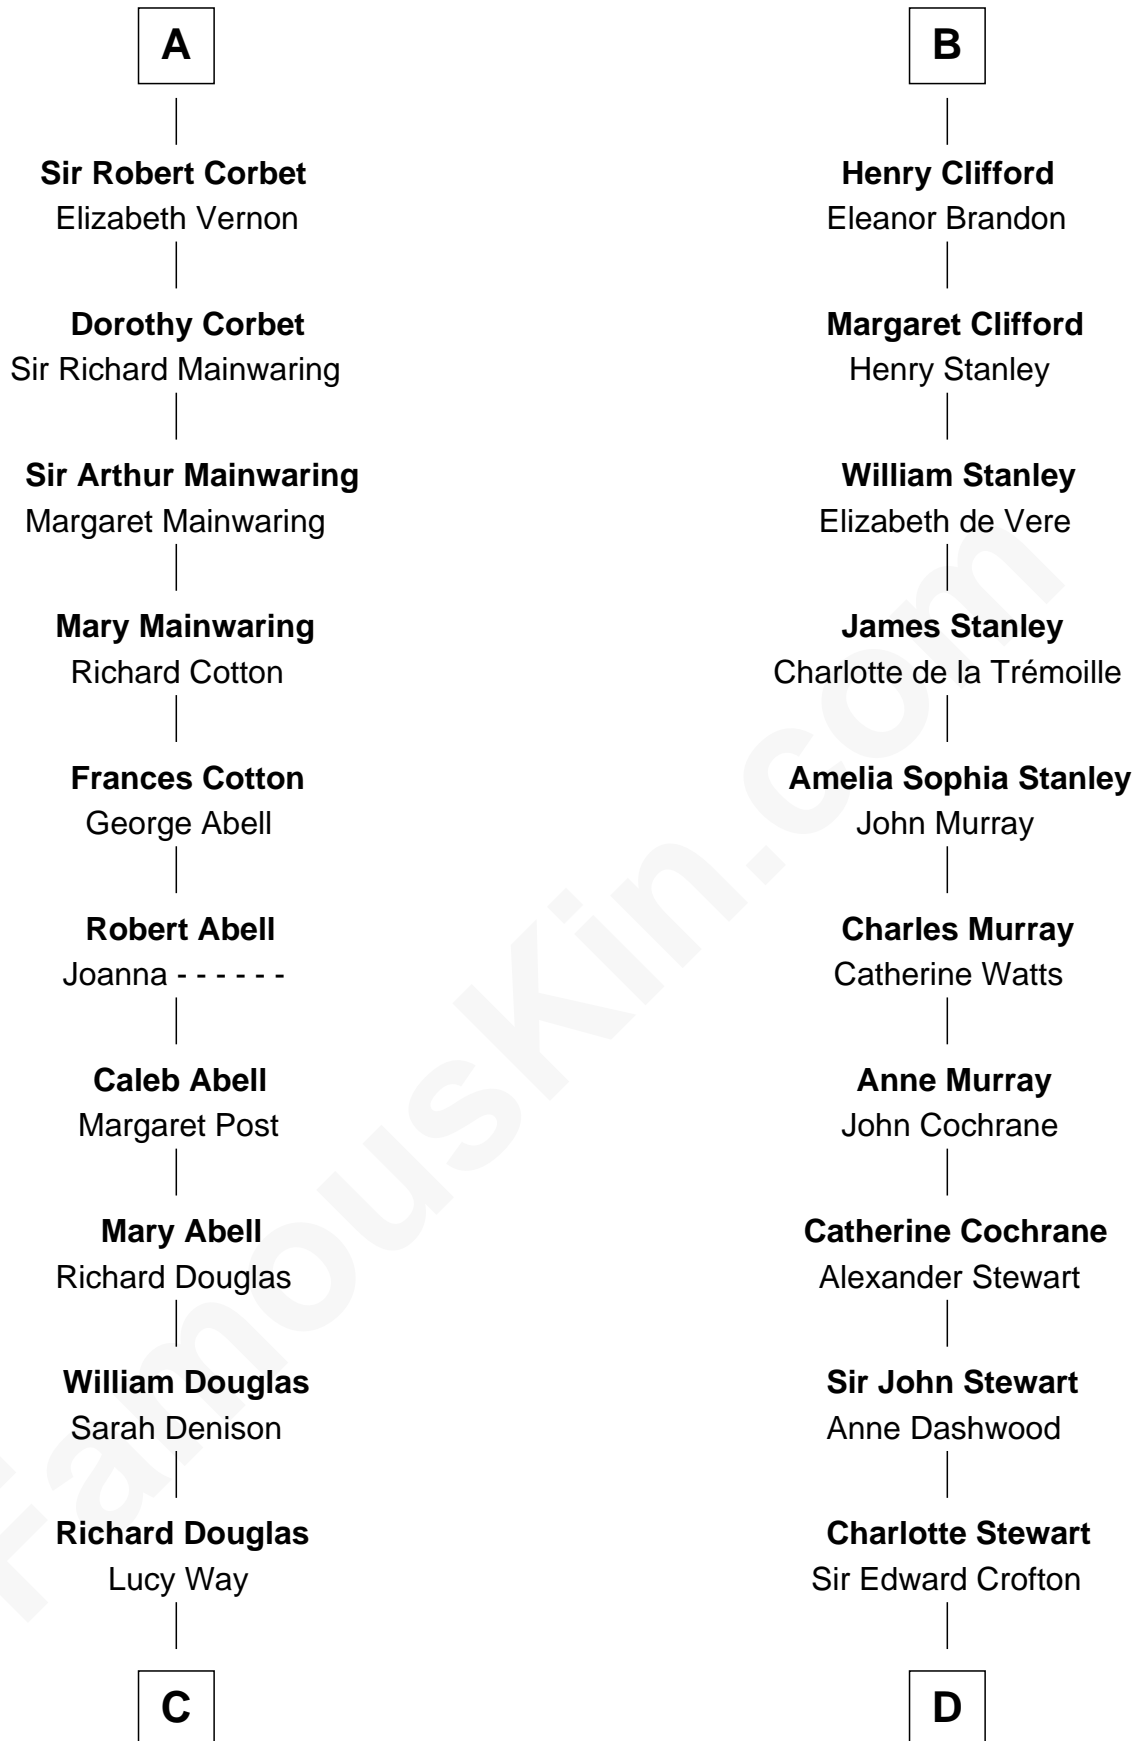 A
Sir Robert Corbet
Elizabeth Vernon
Dorothy Corbet
Sir Richard Mainwaring
Sir Arthur Mainwaring
Margaret Mainwaring
Mary Mainwaring
Richard Cotton
Frances Cotton
George Abell
Robert Abell
Joanna - - - - - -
Caleb Abell
Margaret Post
Mary Abell
Richard Douglas
William Douglas
Sarah Denison
Richard Douglas
Lucy Way
C
B
Henry Clifford
Eleanor Brandon
Margaret Clifford
Henry Stanley
William Stanley
Elizabeth de Vere
James Stanley
Charlotte de la Trémoille
Amelia Sophia Stanley
John Murray
Charles Murray
Catherine Watts
Anne Murray
John Cochrane
Catherine Cochrane
Alexander Stewart
Sir John Stewart
Anne Dashwood
Charlotte Stewart
Sir Edward Crofton
D
FamousKin.com